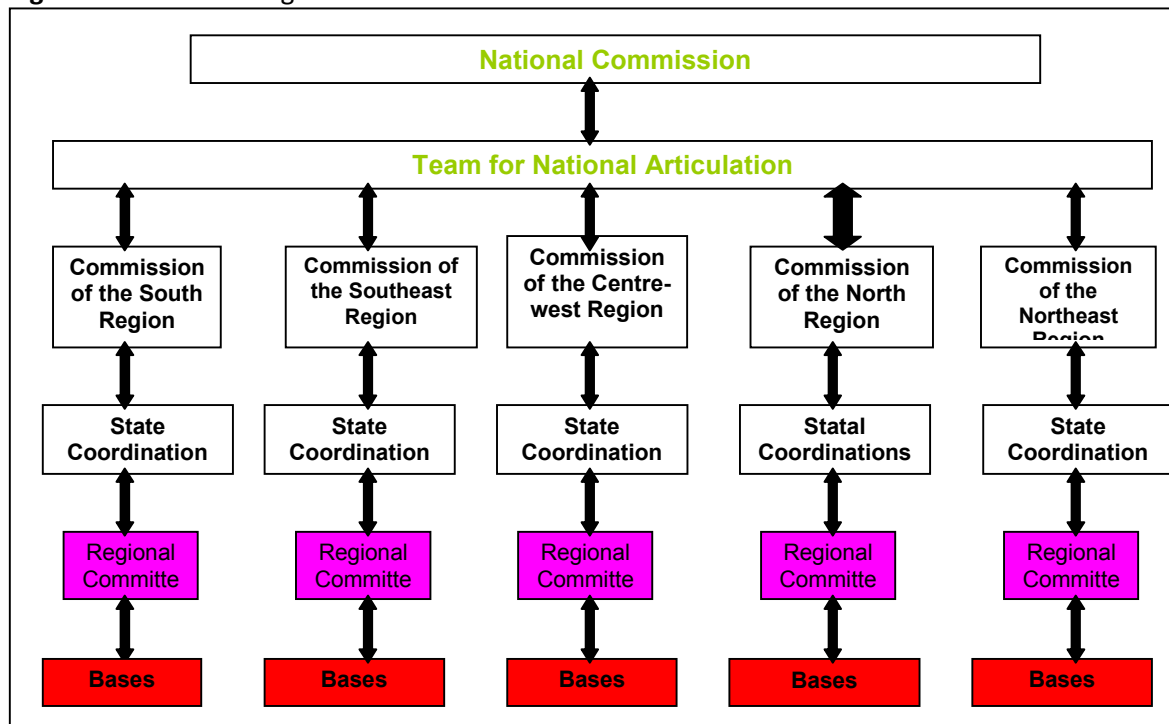 National Commission
Team for National Articulation
Commission
of the South
Region
Commission of
the Southeast
Region
Commission
of the Centre-
west Region
Commission
of the North
Region
Commission
of the
Northeast
Region
State
Coordination
State
Coordination
State
Coordination
Statal
Coordinations
State
Coordination
Regional
Committe
Regional
Committe
Regional
Committe
Regional
Committe
Regional
Committe
Bases
Bases
Bases
Bases
Bases